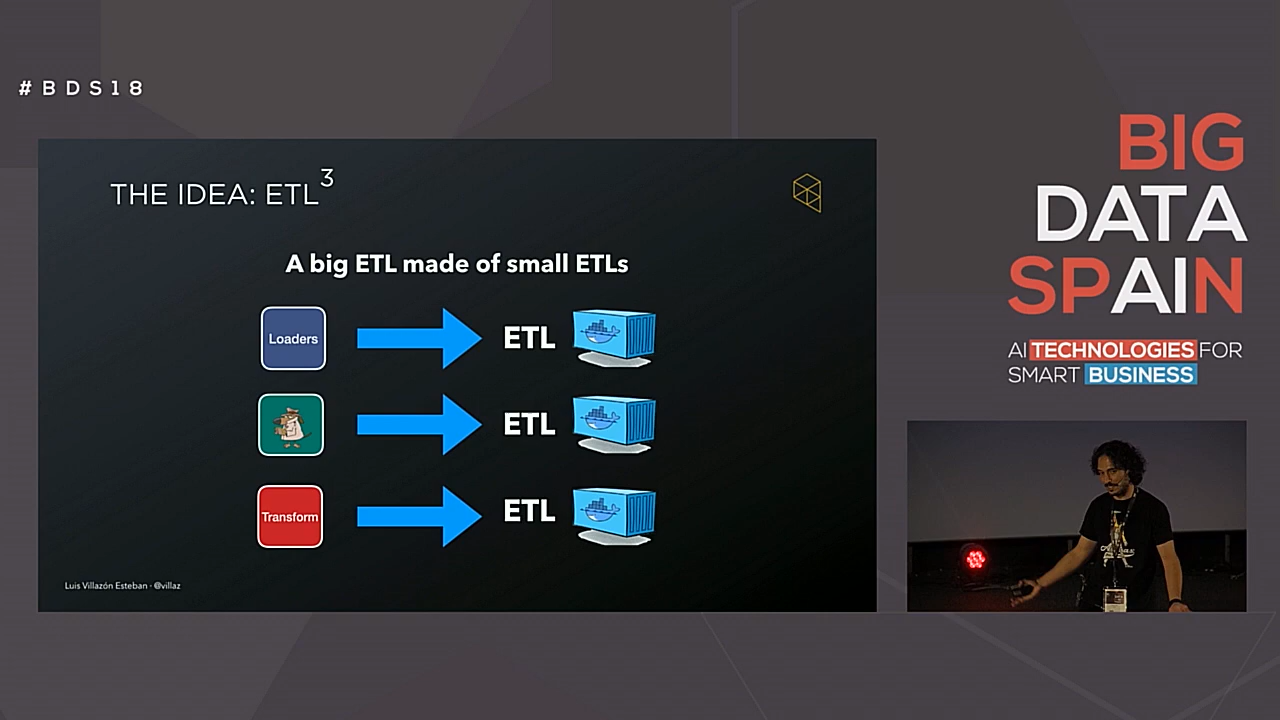 #BDS18
THE IDEA: ETL3
A big ETL made of small ETLs
Loaders
ETL
ETL
Transform
ETL
Luis Villazón Esteban - @villaz
BIG
DATA
SPAIN
AI TECHNOLOGIES FOR
SMART BUSINESS